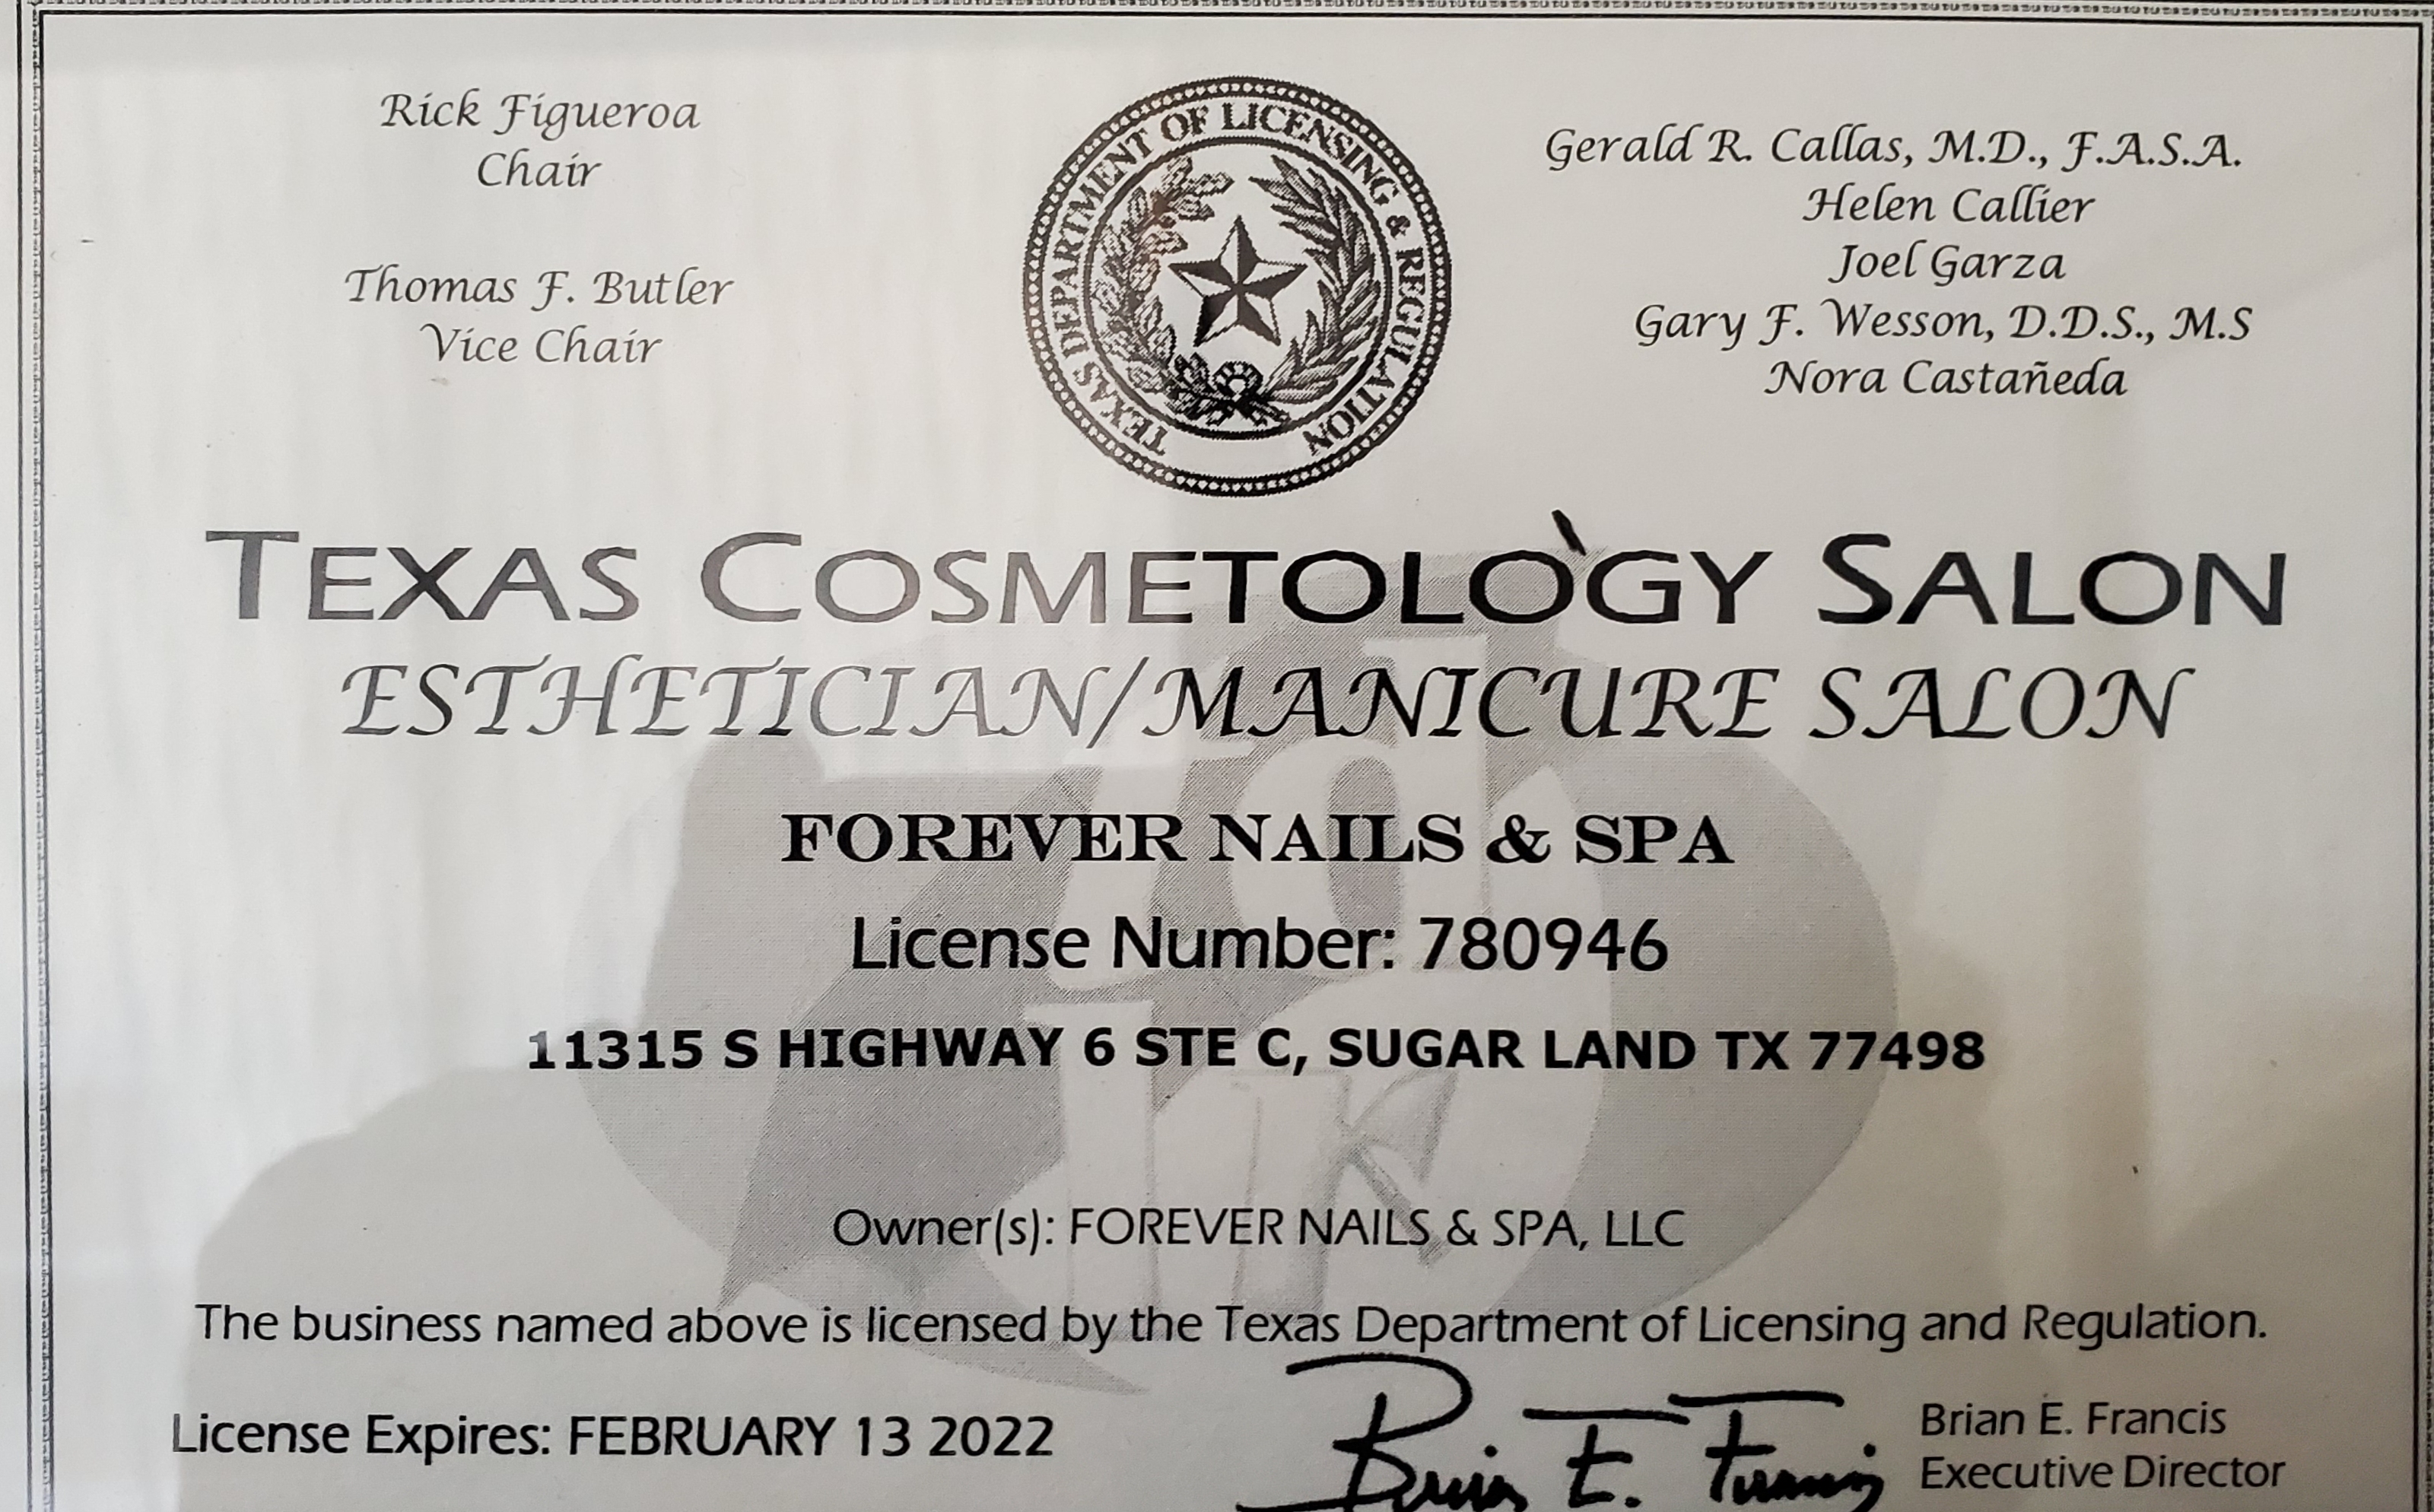 Rick Figueroa
Chair
Thomas F. Butler
Vice Chair
TEXAS DEPARTMENT OF LICENSING & REGULATION
Gerald R. Callas, M.D., F.A.S.A.
Helen Callier
Joel Garza
Gary F. Wesson, D.D.S., M.S
Nora Castañeda
TEXAS COSMETOLOGY SALON
ESTHETICIAN/MANICURE SALON
FOREVER NAILS & SPA
License Number: 780946
11315 S HIGHWAY 6 STE C, SUGAR LAND TX 77498
Owner(s): FOREVER NAILS & SPA, LLC
The business named above is licensed by the Texas Department of Licensing and Regulation.
License Expires: FEBRUARY 13 2022
Brian E. Francis
Brian E. Francis
Executive Director